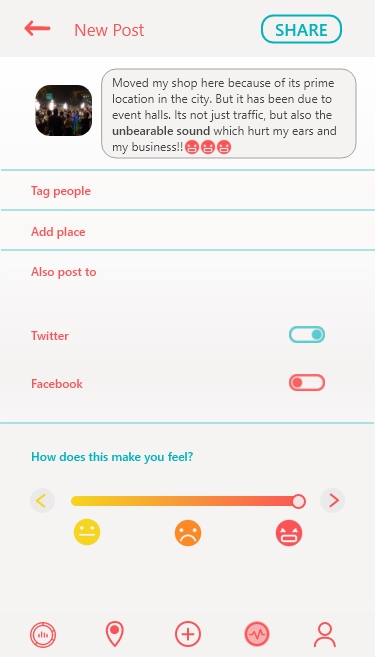 New Post
SHARE
Moved my shop here because of its prime
location in the city. But it has been due to
event halls. Its not just traffic, but also the
unbearable sound which hurt my ears and
my business!!😡😡😡
Tag people
Add place
Also post to
Twitter
Facebook
How does this make you feel?